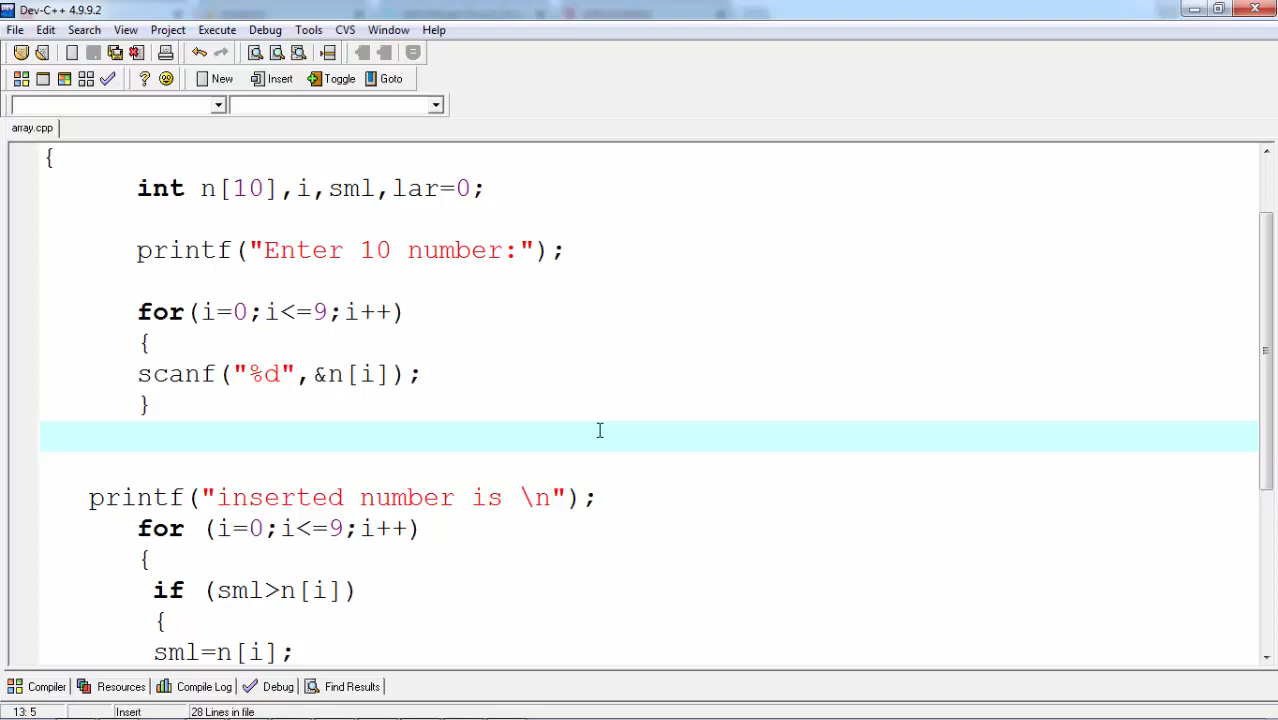 Dev-C++ 4.9.9.2
File Edit Search View Project Execute Debug Tools CVS Window Help
New Insert Toggle Goto
array.cpp
{
int n[10],i,sml,lar=0;
printf("Enter 10 number:");
for(i=0;i<=9;i++)
{
scanf("%d",&n[i]);
}
printf("inserted number is \n");
for (i=0;i<=9;i++)
{
if (sml>n[i])
{
sml=n[i];
Compiler Resources Compile Log Debug Find Results
13: 5 Insert 28 Lines in file